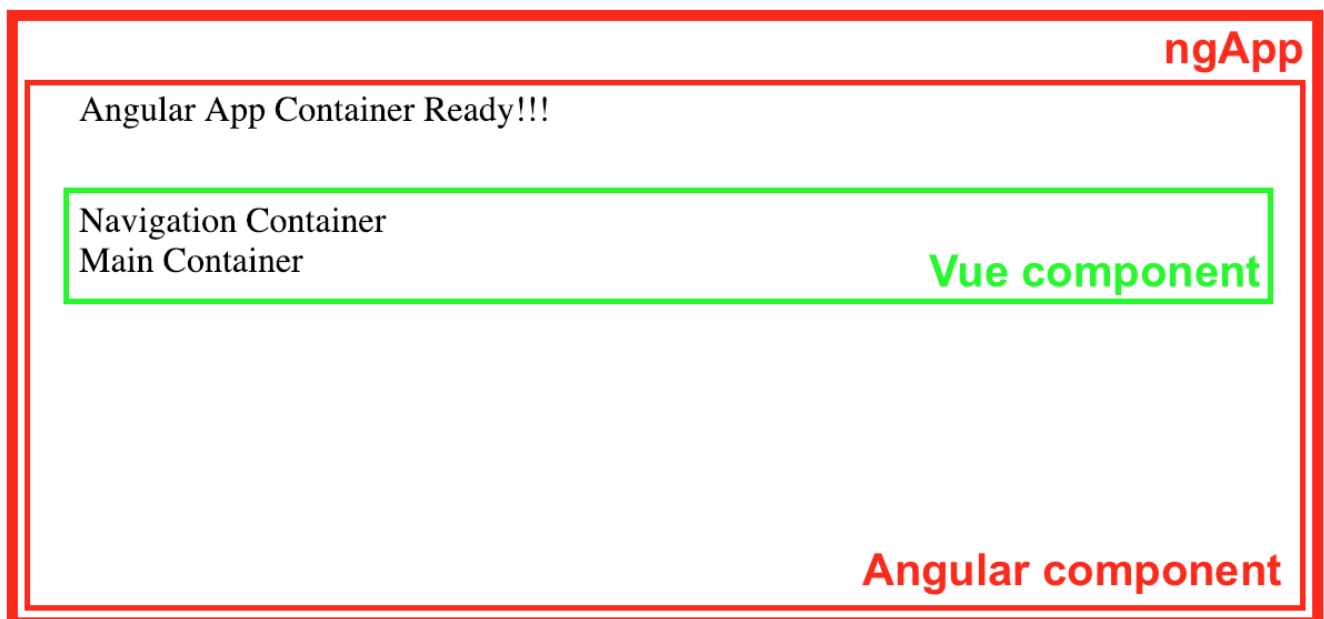 ngApp
Angular App Container Ready!!!
Navigation Container
Main Container
Vue component
Angular component